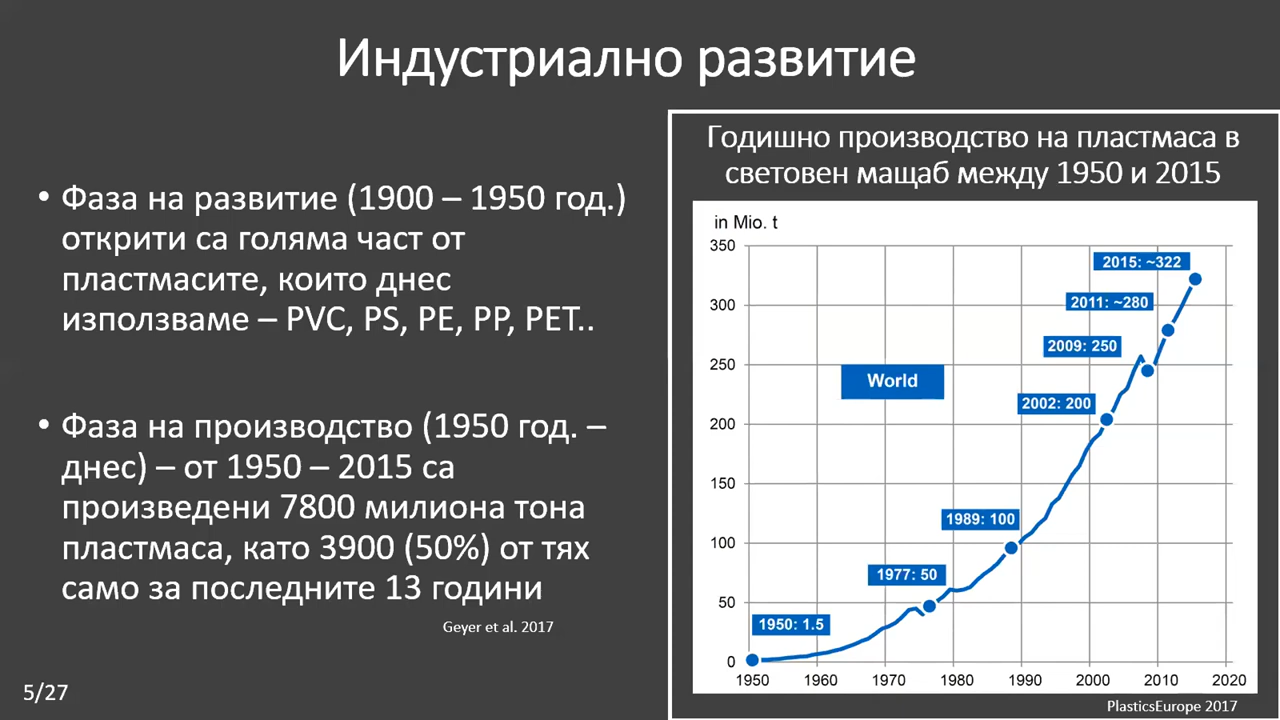 Индустриално развитие
• Фаза на развитие (1900 – 1950 год.)
открити са голяма част от
пластмасите, които днес
използваме – PVC, PS, PE, PP, PET..
• Фаза на производство (1950 год. –
днес) – от 1950 – 2015 са
произведени 7800 милиона тона
пластмаса, като 3900 (50%) от тях
само за последните 13 години
Geyer et al. 2017
5/27
Годишно производство на пластмаса в
световен мащаб между 1950 и 2015
in Mio. t
350
300
250
200
150
100
50
0
2015: ~322
2011: ~280
2009: 250
World
2002: 200
1989: 100
1977: 50
1950: 1.5
1950 1960 1970 1980 1990 2000 2010 2020
PlasticsEurope 2017